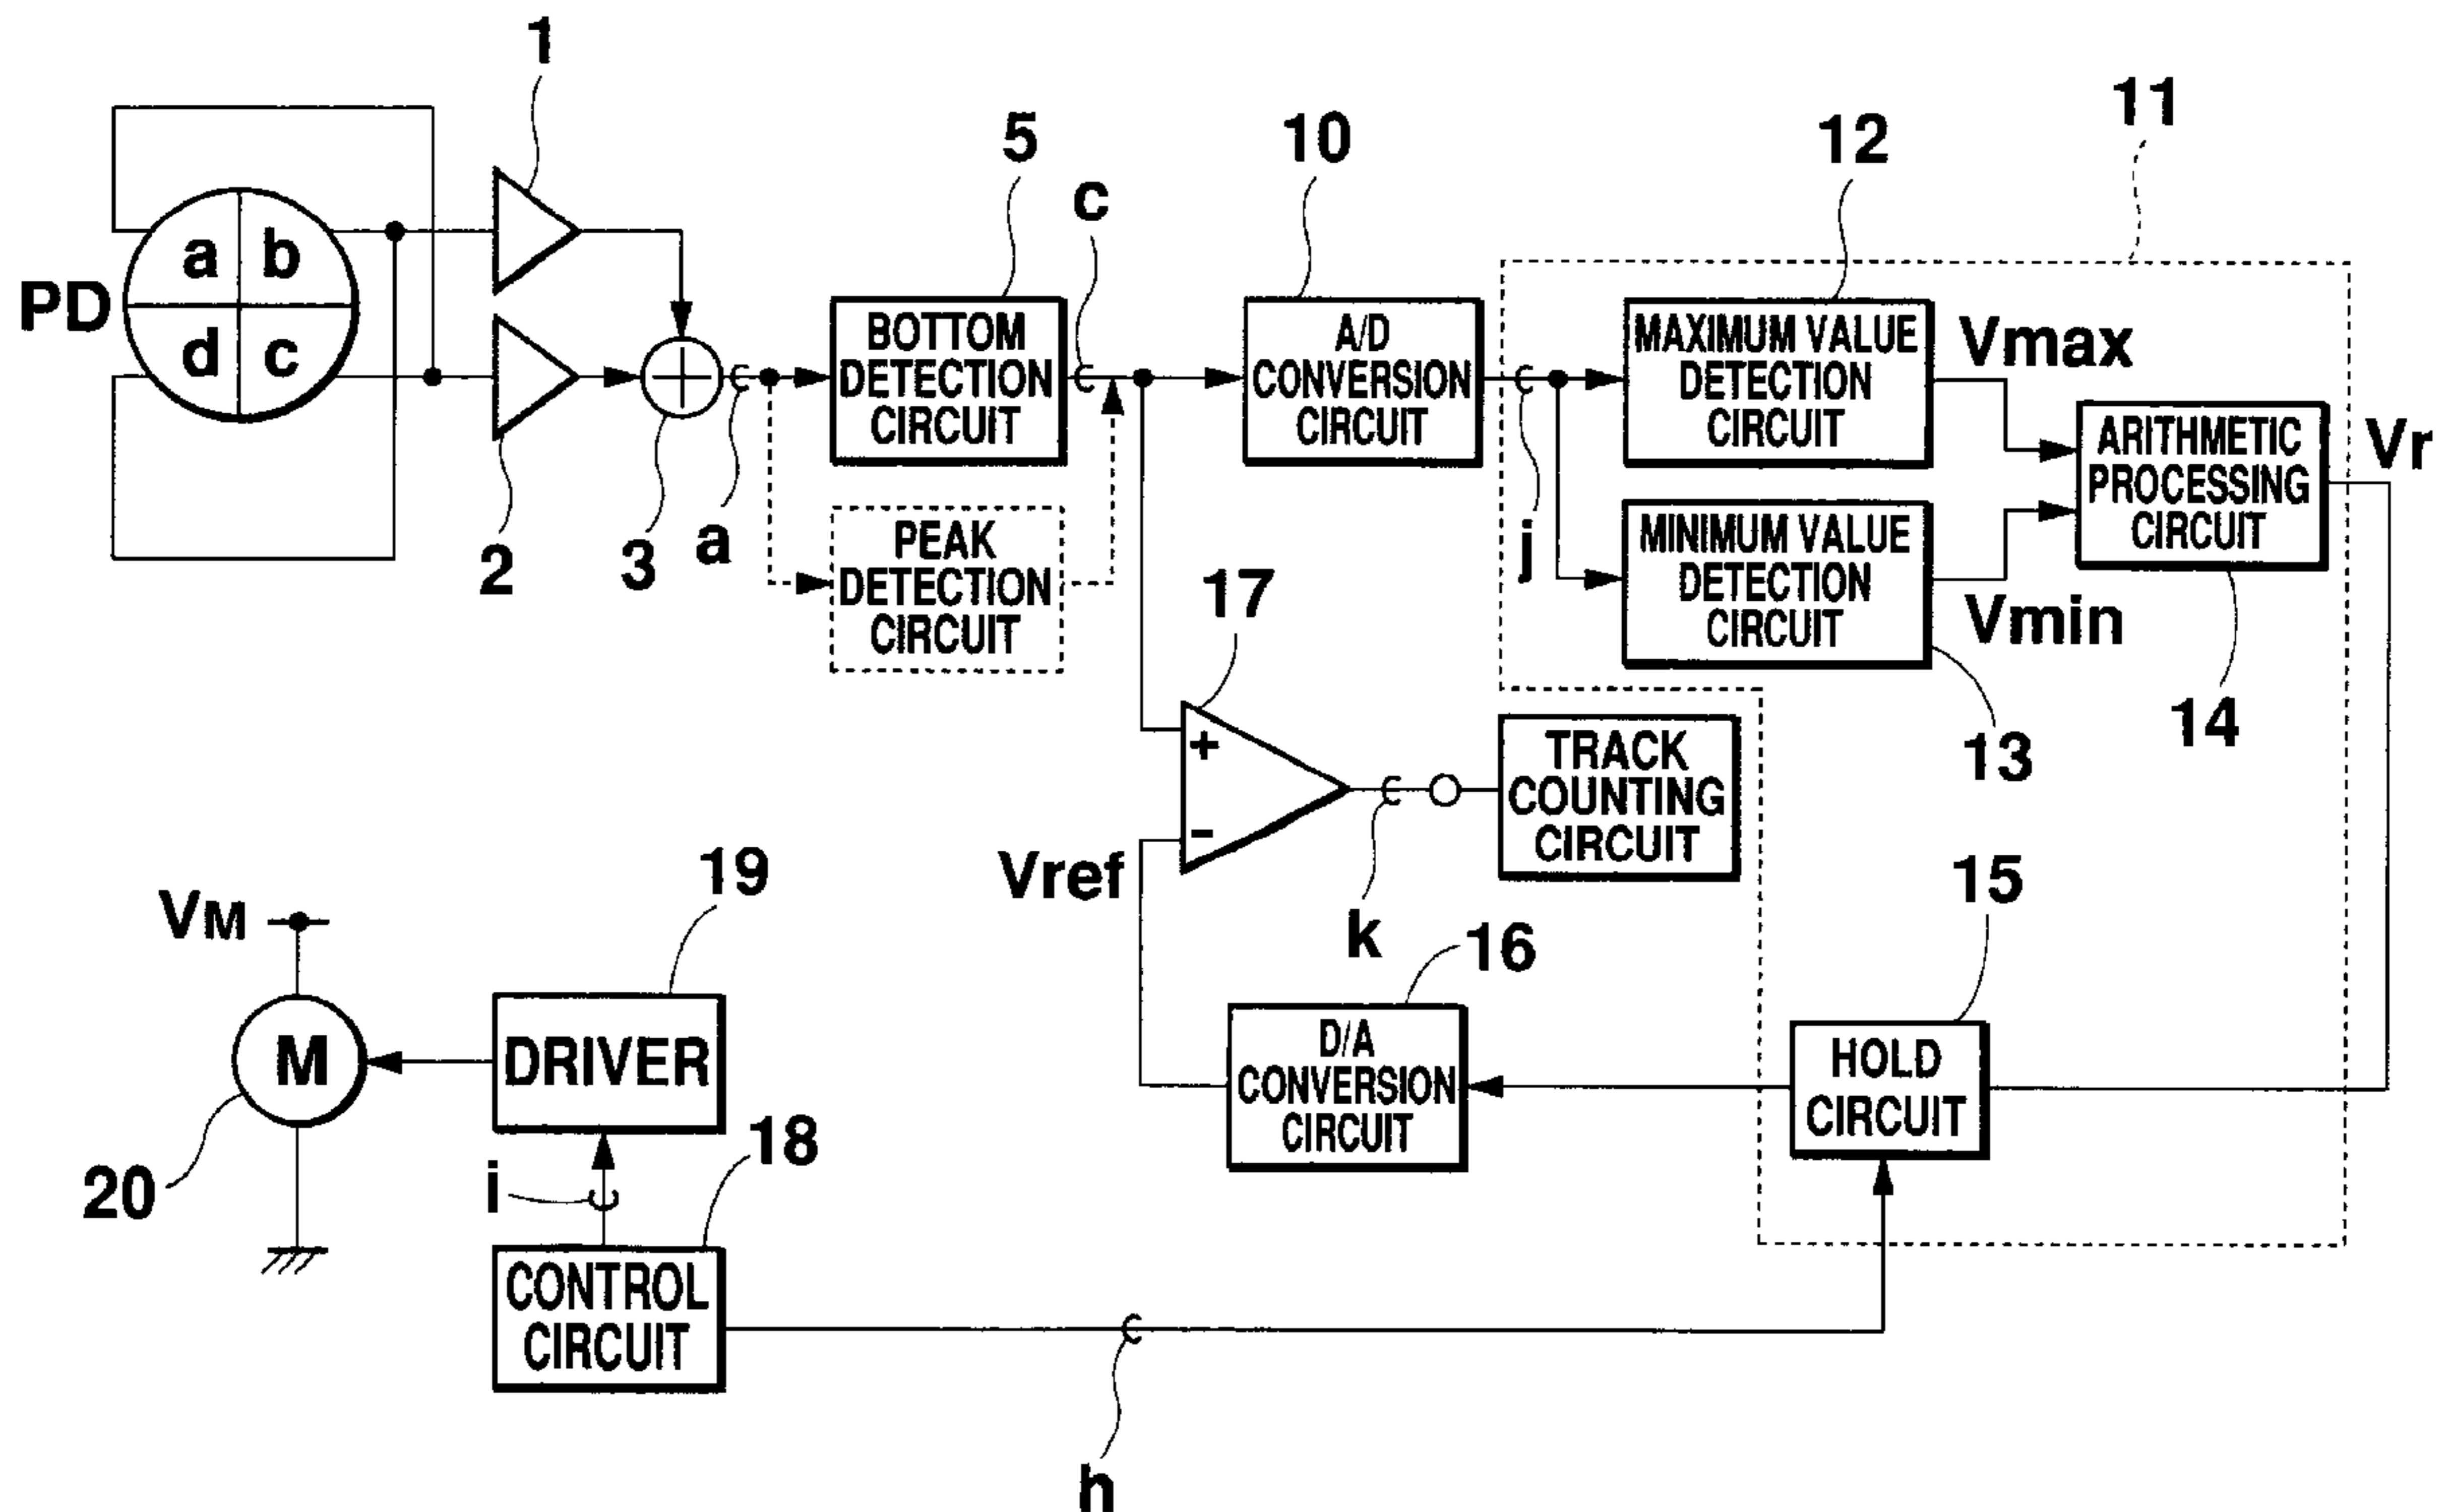 1
11
5
10
12
c
a b
PD
d c
BOTTOM
DETECTION
CIRCUIT
A/D
CONVERSION
CIRCUIT
MAXIMUM VALUE
DETECTION
CIRCUIT
Vmax
ARITHMETIC
PROCESSING
CIRCUIT
Vr
2
3
a
PEAK
DETECTION
CIRCUIT
j
MINIMUM VALUE
DETECTION
CIRCUIT
Vmin
17
14
13
+
-
TRACK
COUNTING
CIRCUIT
Vref
k
19
VM
15
16
M
DRIVER
D/A
CONVERSION
CIRCUIT
HOLD
CIRCUIT
20
i
18
CONTROL
CIRCUIT
h